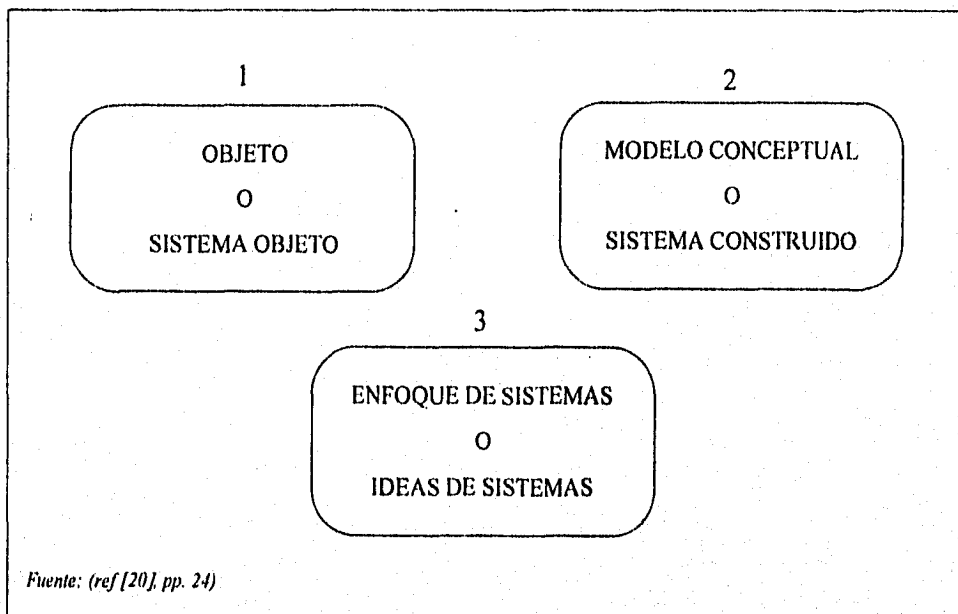 1
OBJETO
O
SISTEMA OBJETO
2
MODELO CONCEPTUAL
O
SISTEMA CONSTRUIDO
3
ENFOQUE DE SISTEMAS
O
IDEAS DE SISTEMAS
Fuente: (ref [20], pp. 24)